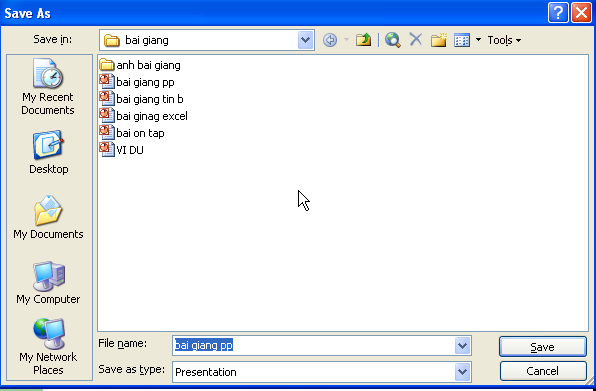 Save As
Save in:
bai giang
Tools
My Recent
Documents
Desktop
My Documents
My Computer
My Network
Places
anh bai giang
bai giang pp
bai giang tin b
bai ginag excel
bai on tap
VI DU
File name:
bai giang pp
Save
Save as type:
Presentation
Cancel